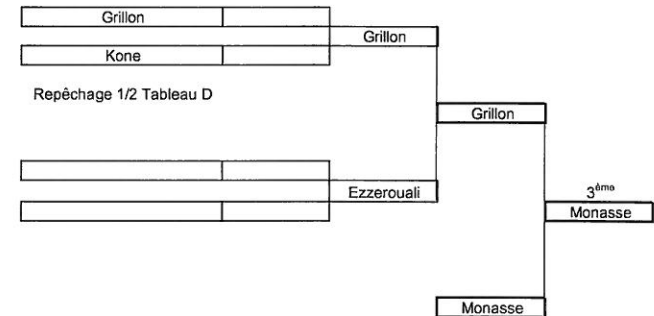 Grillon
Grillon
Kone
Repêchage 1/2 Tableau D
Grillon
Ezzerouali
3ème
Monasse
Monasse